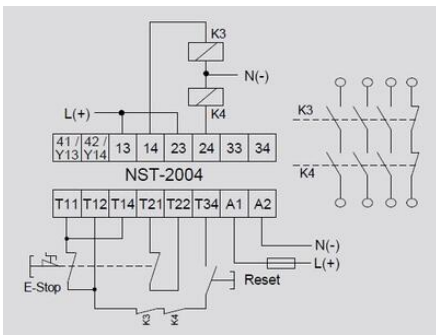 K3
N(-)
K4
L(+)
41 / Y13
42 / Y14
13
14
23
24
33
34
NST-2004
T11
T12
T14
T21
T22
T34
A1
A2
K3
K4
N(-)
L(+)
E-Stop
Reset
K3
K4